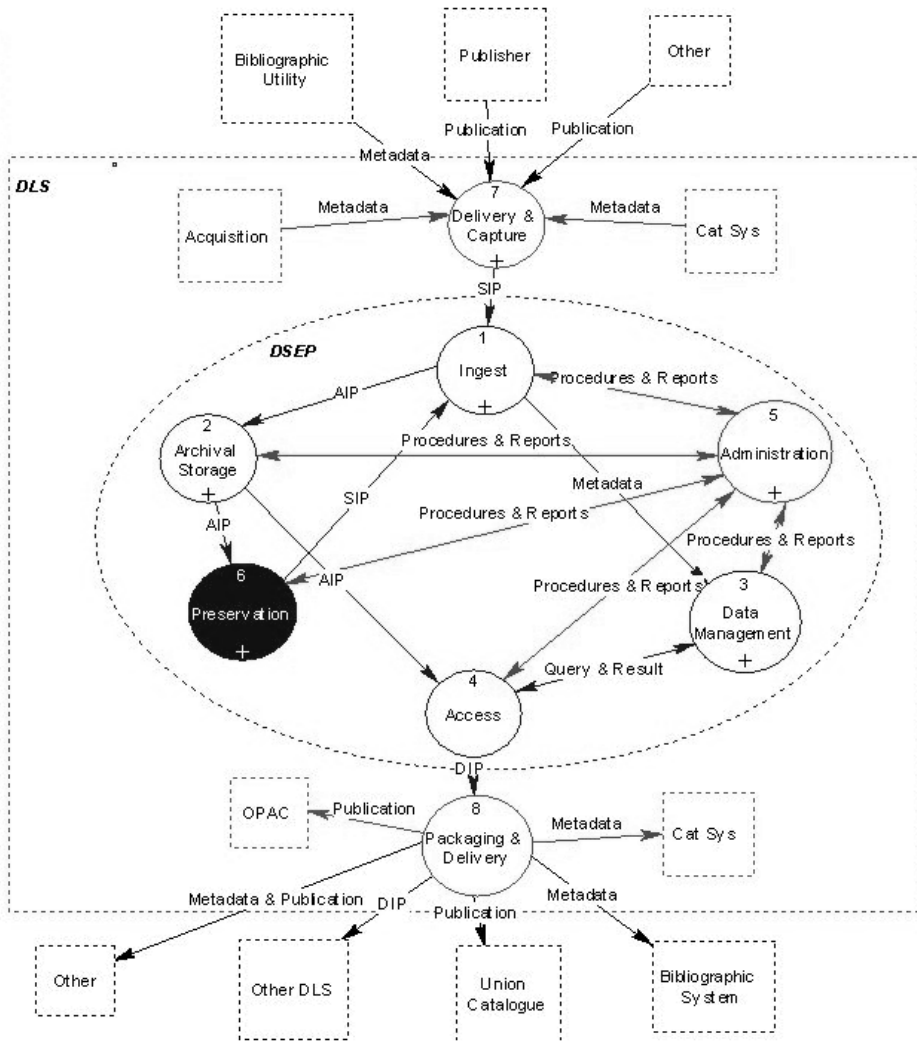 Bibliographic
Utility
Publisher
Other
Publication
Publication
Metadata
DLS
7
Delivery &
Capture
+
Metadata
Metadata
Acquisition
Cat Sys
SIP
DSEP
1
Ingest
+
Procedures & Reports
AIP
2
Archival
Storage
+
Procedures & Reports
5
Administration
+
SIP
Metadata
AIP
Procedures & Reports
Procedures & Reports
6
Preservation
+
AIP
Procedures & Reports
3
Data
Management
+
Query & Result
4
Access
DIP
OPAC
Publication
8
Packaging &
Delivery
Metadata
Cat Sys
Metadata & Publication
DIP
Publication
Metadata
Other
Other DLS
Union
Catalogue
Bibliographic
System